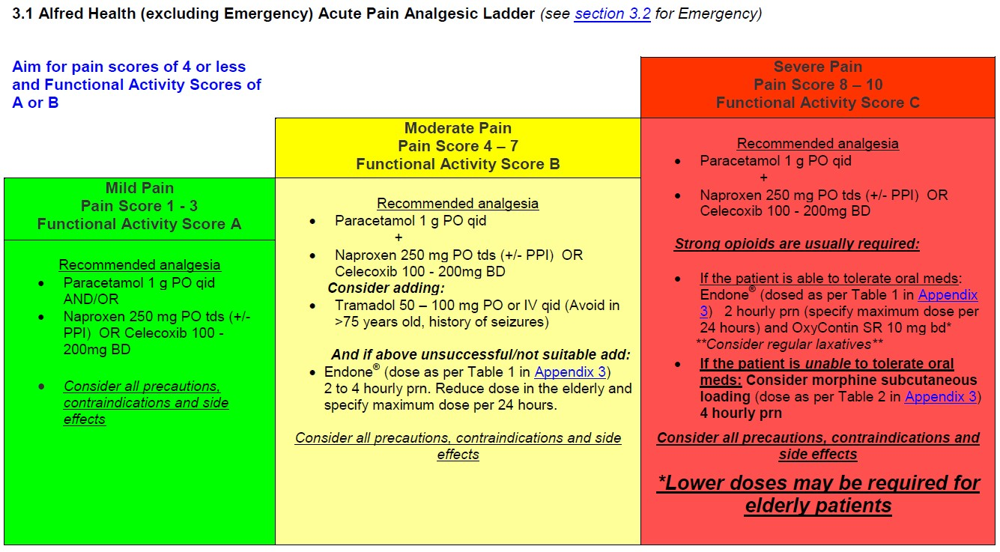 3.1 Alfred Health (excluding Emergency) Acute Pain Analgesic Ladder (see section 3.2 for Emergency)
Aim for pain scores of 4 or less
and Functional Activity Scores of
A or B
Mild Pain
Pain Score 1 - 3
Functional Activity Score A
Recommended analgesia
• Paracetamol 1 g PO qid
AND/OR
• Naproxen 250 mg PO tds (+/-
PPI) OR Celecoxib 100 -
200mg BD
• Consider all precautions,
contraindications and side
effects
Moderate Pain
Pain Score 4 – 7
Functional Activity Score B
Recommended analgesia
• Paracetamol 1 g PO qid
+
• Naproxen 250 mg PO tds (+/- PPI) OR
Celecoxib 100 - 200mg BD
Consider adding:
• Tramadol 50 – 100 mg PO or IV qid (Avoid in
>75 years old, history of seizures)
And if above unsuccessful/not suitable add:
• Endone® (dose as per Table 1 in Appendix 3)
2 to 4 hourly prn. Reduce dose in the elderly and
specify maximum dose per 24 hours.
Consider all precautions, contraindications and side
effects
Severe Pain
Pain Score 8 – 10
Functional Activity Score C
Recommended analgesia
• Paracetamol 1 g PO qid
+
• Naproxen 250 mg PO tds (+/- PPI) OR
Celecoxib 100 - 200mg BD
Strong opioids are usually required:
• If the patient is able to tolerate oral meds:
Endone® (dosed as per Table 1 in Appendix
3) 2 hourly prn (specify maximum dose per
24 hours) and OxyContin SR 10 mg bd*
**Consider regular laxatives**
• If the patient is unable to tolerate oral
meds: Consider morphine subcutaneous
loading (dose as per Table 2 in Appendix 3)
4 hourly prn
Consider all precautions, contraindications and
side effects
*Lower doses may be required for
elderly patients